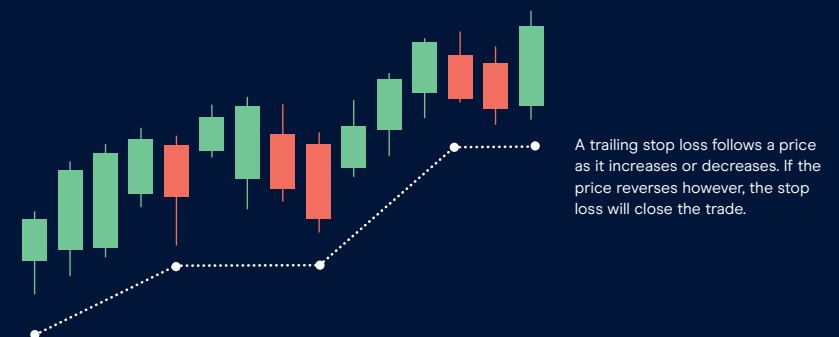 A trailing stop loss follows a price
as it increases or decreases. If the
price reverses however, the stop
loss will close the trade.